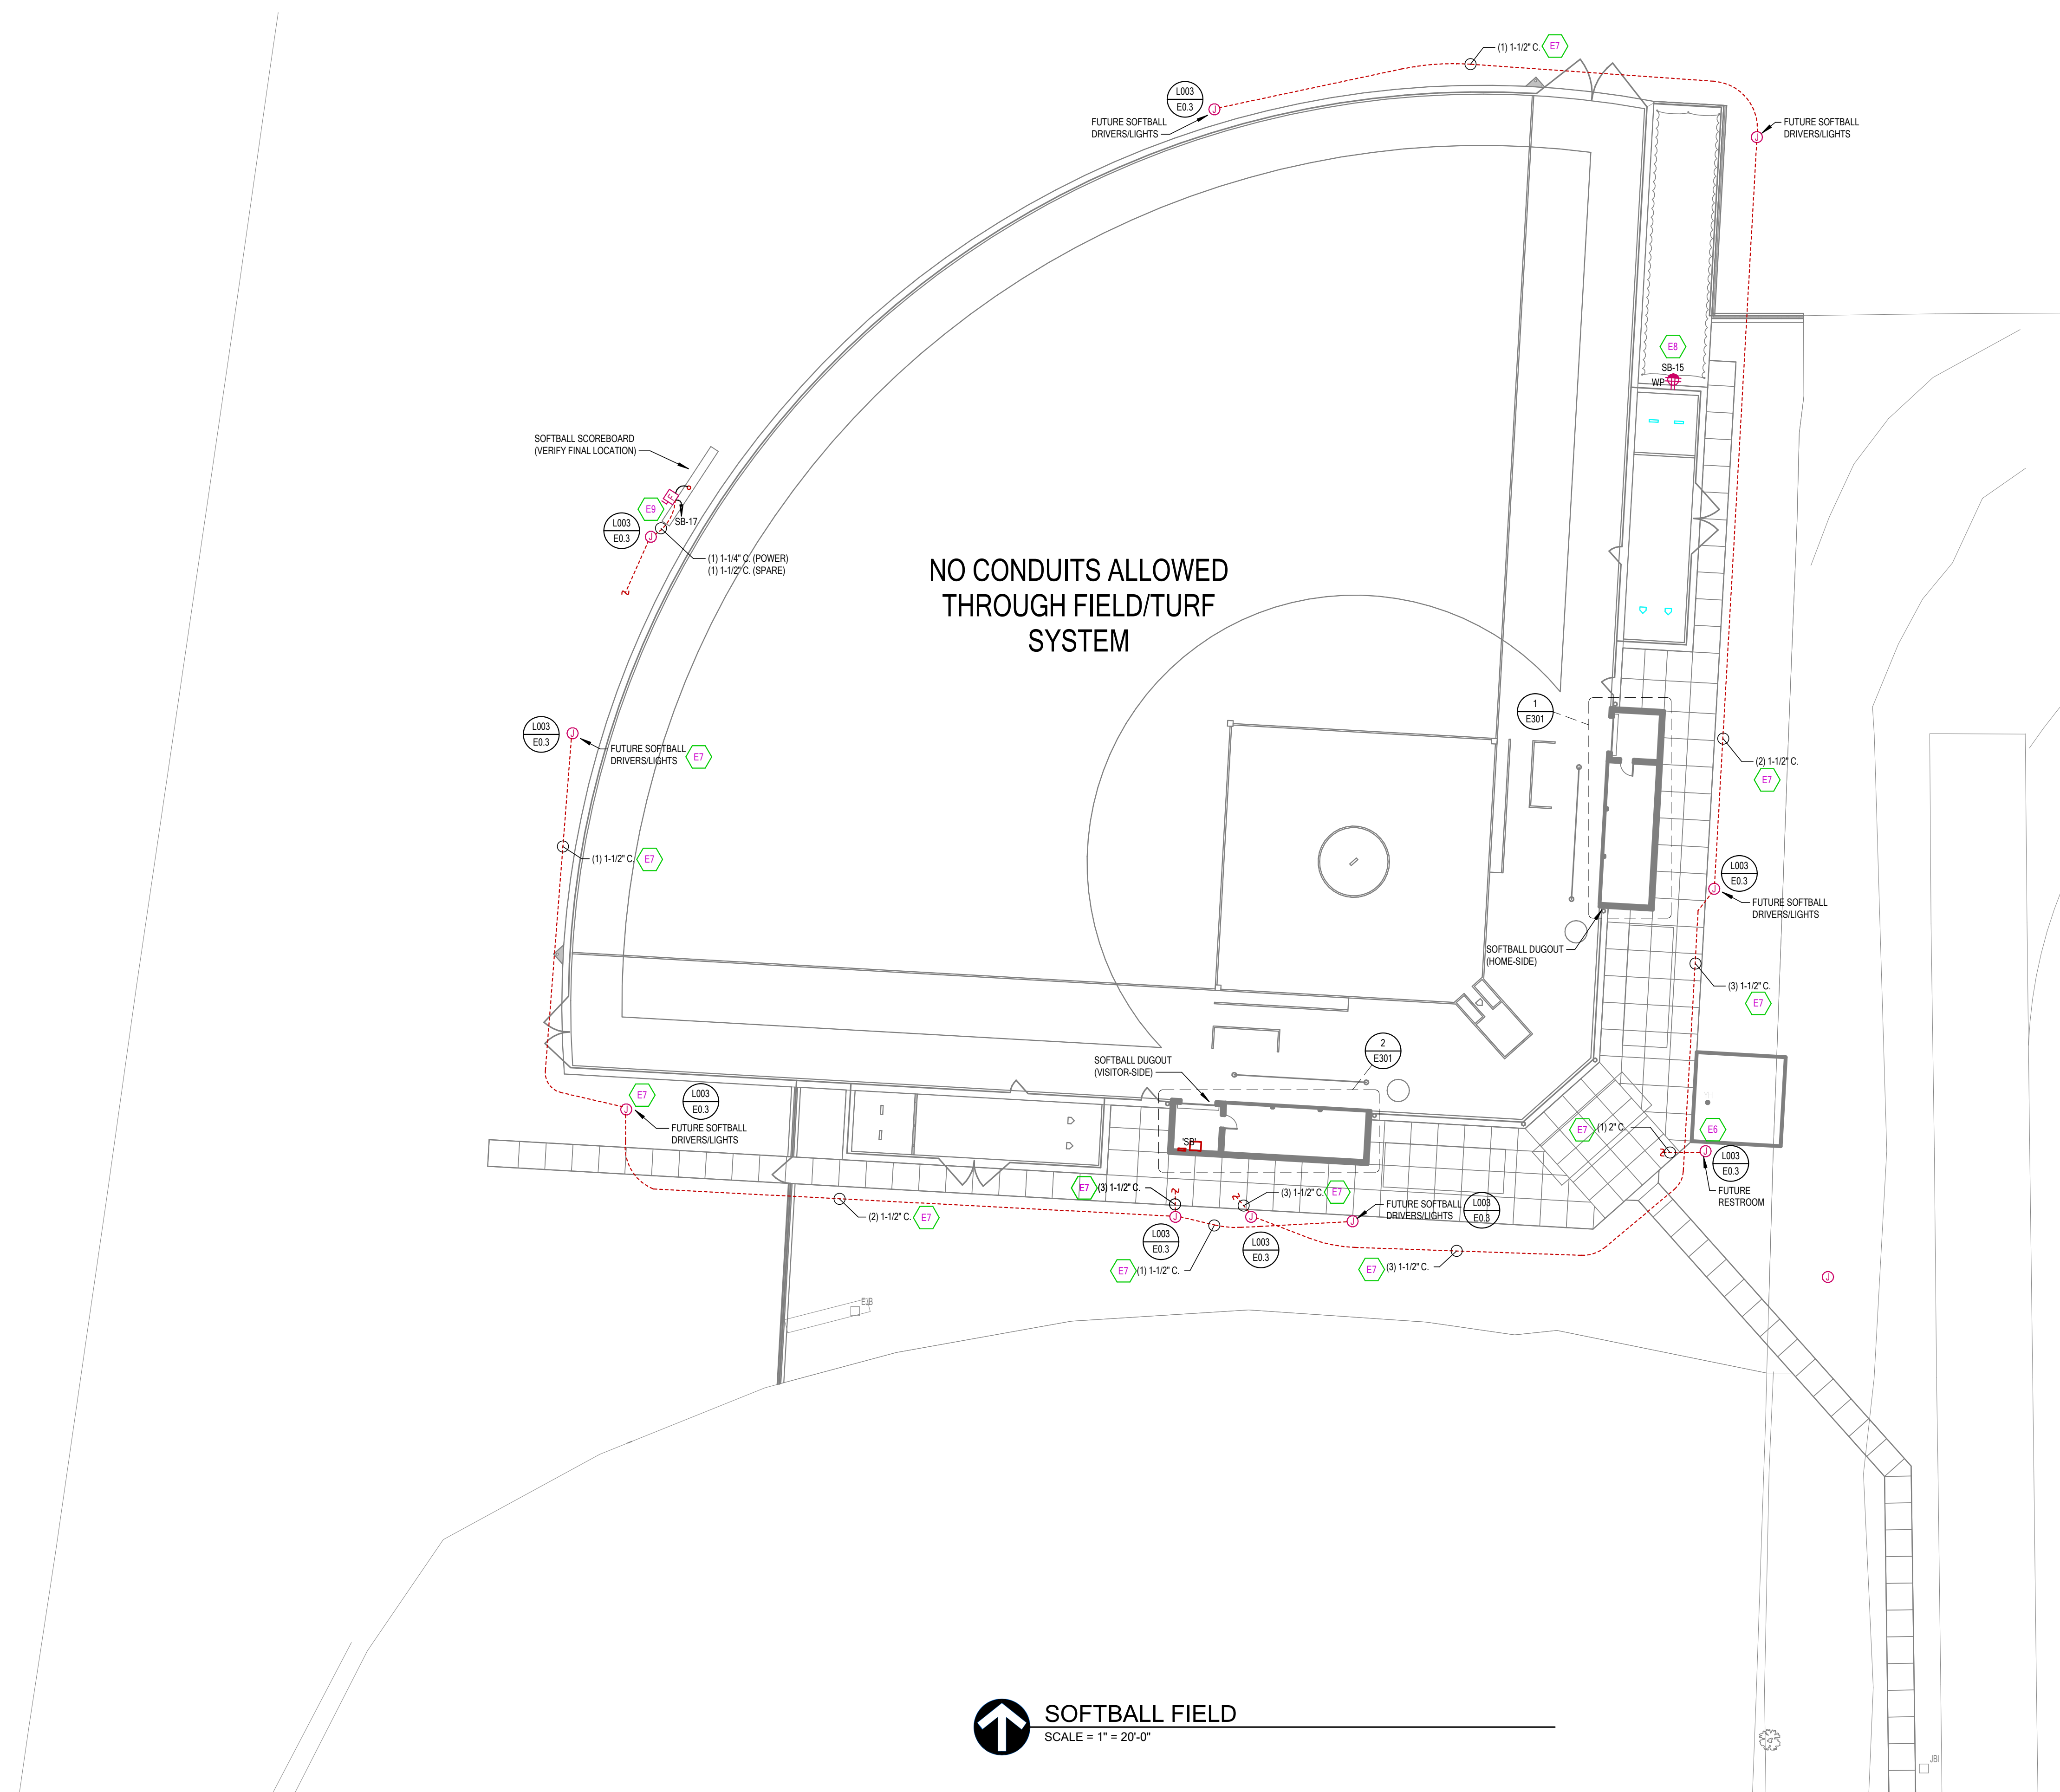 (1) 1-1/2" C.
E7
L003
E0.3
J
FUTURE SOFTBALL
DRIVERS/LIGHTS
J
FUTURE SOFTBALL
DRIVERS/LIGHTS
E8
SB-15
WP
SOFTBALL SCOREBOARD
(VERIFY FINAL LOCATION)
F
E9
SB-17
L003
E0.3
J
(1) 1-1/4" C. (POWER)
(1) 1-1/2" C. (SPARE)
NO CONDUITS ALLOWED
THROUGH FIELD/TURF
SYSTEM
1
E301
L003
E0.3
J
FUTURE SOFTBALL
DRIVERS/LIGHTS
E7
(2) 1-1/2" C.
E7
(1) 1-1/2" C.
E7
L003
E0.3
J
FUTURE SOFTBALL
DRIVERS/LIGHTS
SOFTBALL DUGOUT
(HOME-SIDE)
(3) 1-1/2" C.
E7
2
E301
SOFTBALL DUGOUT
(VISITOR-SIDE)
E7
L003
E0.3
J
FUTURE SOFTBALL
DRIVERS/LIGHTS
'SB'
E7
(1) 2" C.
E6
J
L003
E0.3
FUTURE
RESTROOM
E7
(3) 1-1/2" C.
(3) 1-1/2" C.
E7
FUTURE SOFTBALL
DRIVERS/LIGHTS
L003
E0.3
(2) 1-1/2" C.
E7
J
J
J
L003
E0.3
L003
E0.3
E7
(1) 1-1/2" C.
E7
(3) 1-1/2" C.
J
EJB
SOFTBALL FIELD
SCALE = 1" = 20'-0"
JBI